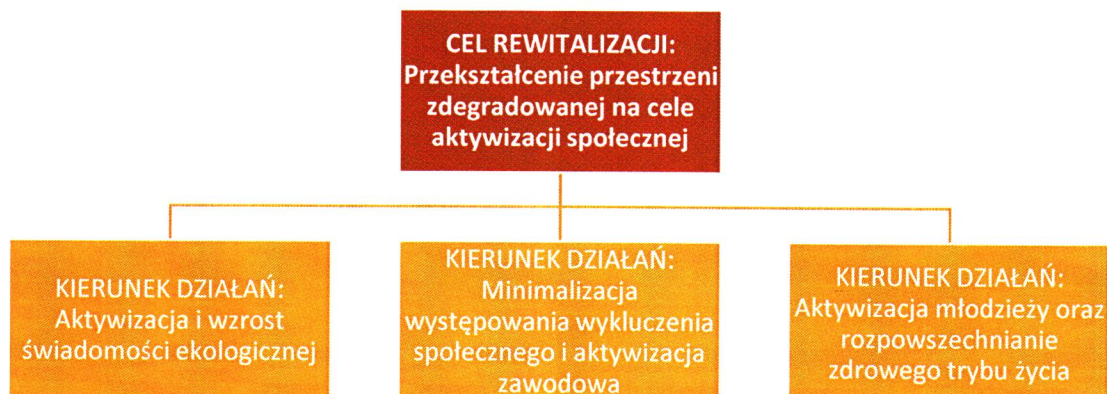 CEL REWITALIZACJI:
Przekształcenie przestrzeni
zdegradowanej na cele
aktywizacji społecznej
KIERUNEK DZIAŁAŃ:
Aktywizacja i wzrost
świadomości ekologicznej
KIERUNEK DZIAŁAŃ:
Minimalizacja
występowania wykluczenia
społecznego i aktywizacja
zawodowa
KIERUNEK DZIAŁAŃ:
Aktywizacja młodzieży oraz
rozpowszechnianie
zdrowego trybu życia